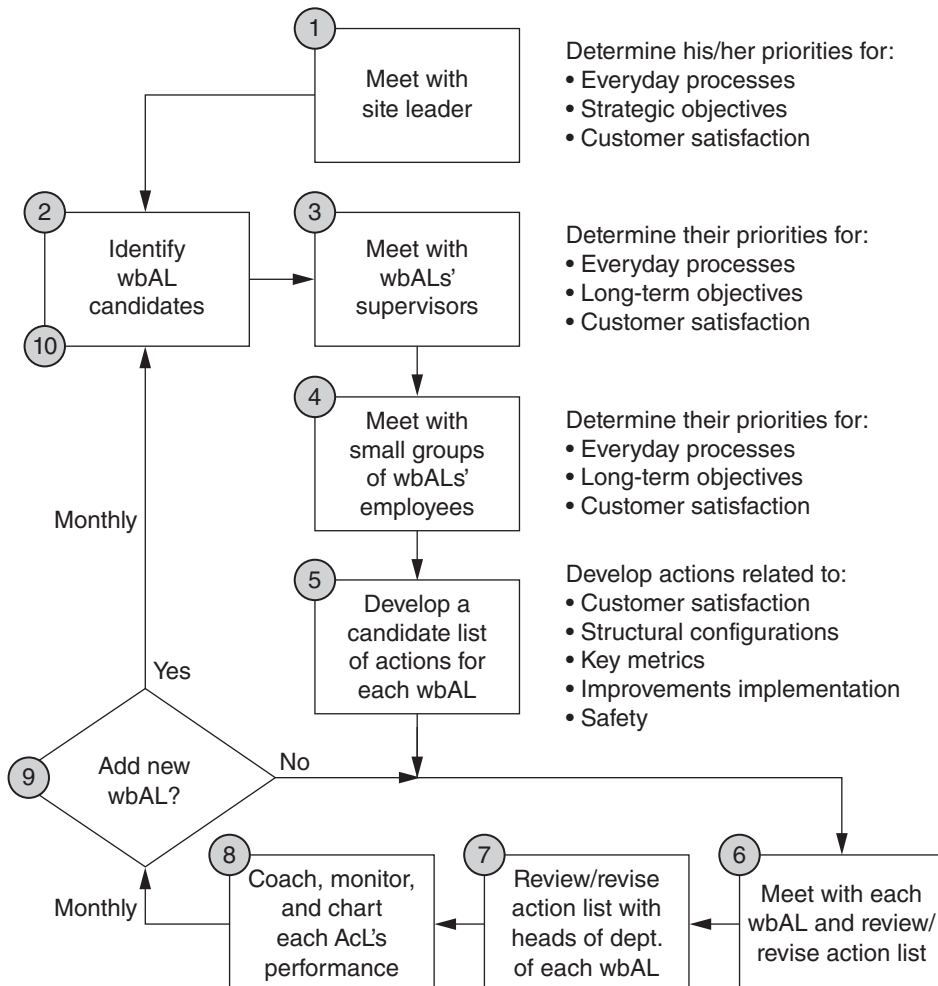 1
Meet with
site leader
Determine his/her priorities for:
• Everyday processes
• Strategic objectives
• Customer satisfaction
2
Identify
wbAL
candidates
10
3
Meet with
wbALs’
supervisors
Determine their priorities for:
• Everyday processes
• Long-term objectives
• Customer satisfaction
4
Meet with
small groups
of wbALs’
employees
Determine their priorities for:
• Everyday processes
• Long-term objectives
• Customer satisfaction
Monthly
5
Develop a
candidate list
of actions for
each wbAL
Develop actions related to:
• Customer satisfaction
• Structural configurations
• Key metrics
• Improvements implementation
• Safety
Yes
9
Add new
wbAL?
No
Monthly
8
Coach, monitor,
and chart
each AcL’s
performance
7
Review/revise
action list with
heads of dept.
of each wbAL
6
Meet with each
wbAL and review/
revise action list